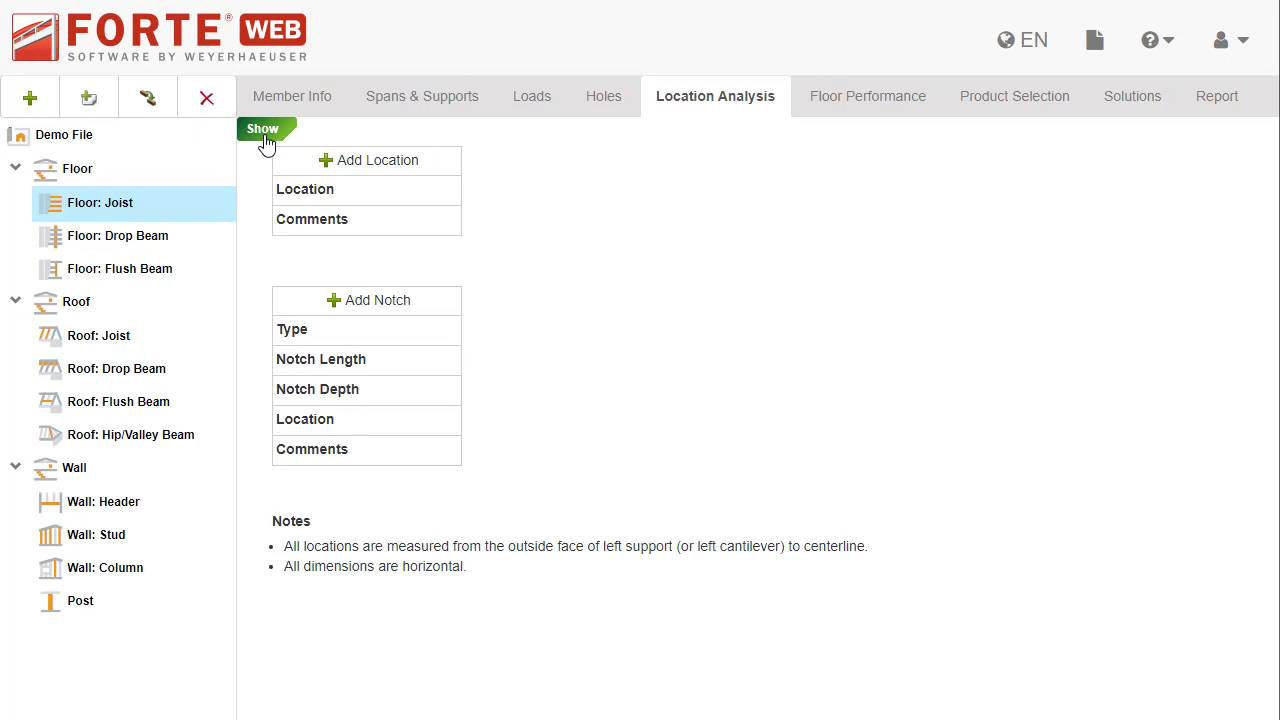 FORTE® WEB
SOFTWARE BY WEYERHAEUSER
EN
Member Info
Spans & Supports
Loads
Holes
Location Analysis
Floor Performance
Product Selection
Solutions
Report
Demo File
Floor
Floor: Joist
Floor: Drop Beam
Floor: Flush Beam
Roof
Roof: Joist
Roof: Drop Beam
Roof: Flush Beam
Roof: Hip/Valley Beam
Wall
Wall: Header
Wall: Stud
Wall: Column
Post
Show
Add Location
Location
Comments
Add Notch
Type
Notch Length
Notch Depth
Location
Comments
Notes
• All locations are measured from the outside face of left support (or left cantilever) to centerline.
• All dimensions are horizontal.